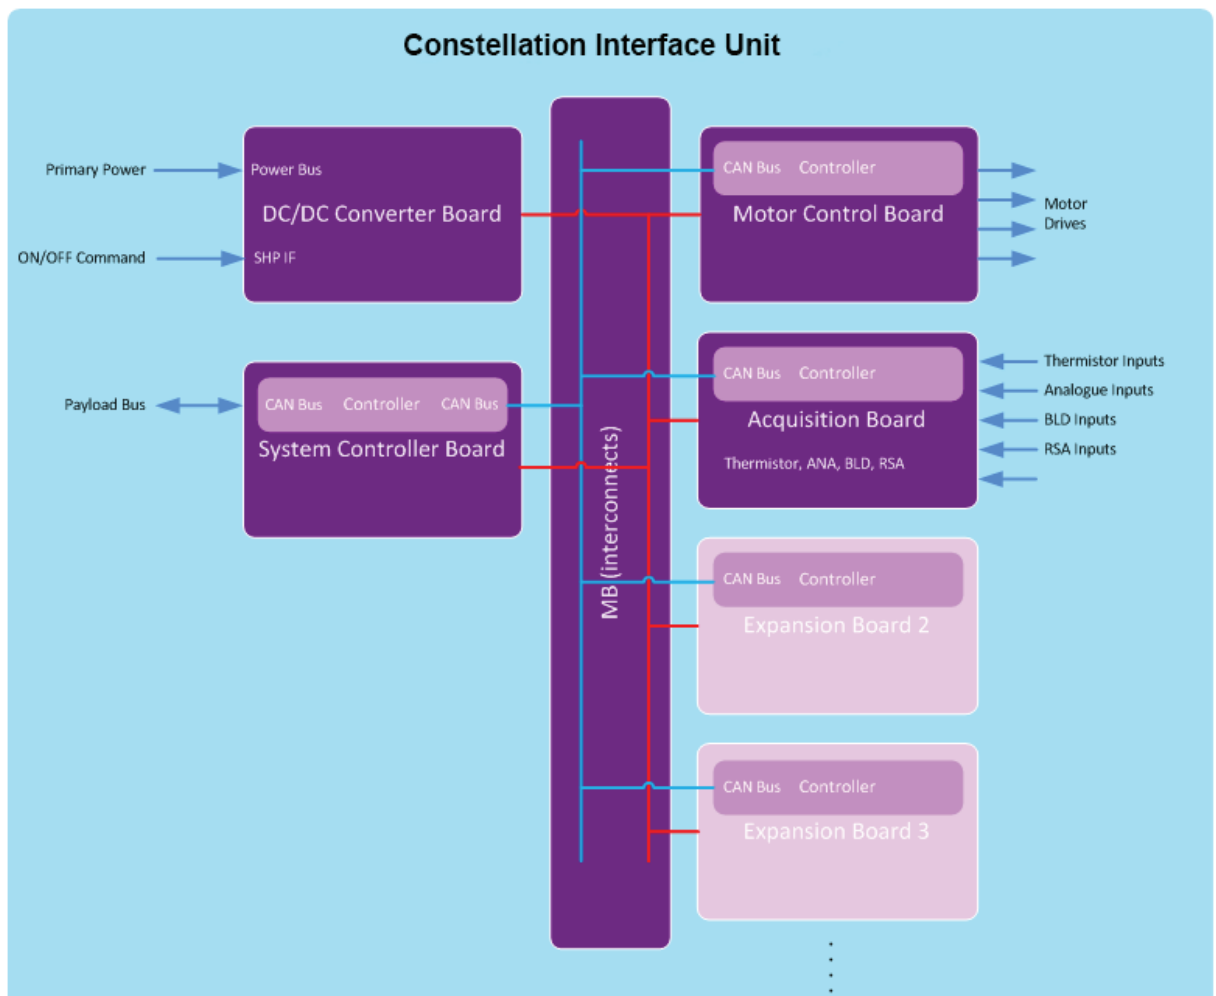 Constellation Interface Unit
Primary Power
Power Bus
DC/DC Converter Board
ON/OFF Command
SHP IF
Payload Bus
CAN Bus Controller CAN Bus
System Controller Board
MB (interconnects)
CAN Bus Controller
Motor Control Board
Motor
Drives
CAN Bus Controller
Acquisition Board
Thermistor, ANA, BLD, RSA
Thermistor Inputs
Analogue Inputs
BLD Inputs
RSA Inputs
CAN Bus Controller
Expansion Board 2
CAN Bus Controller
Expansion Board 3